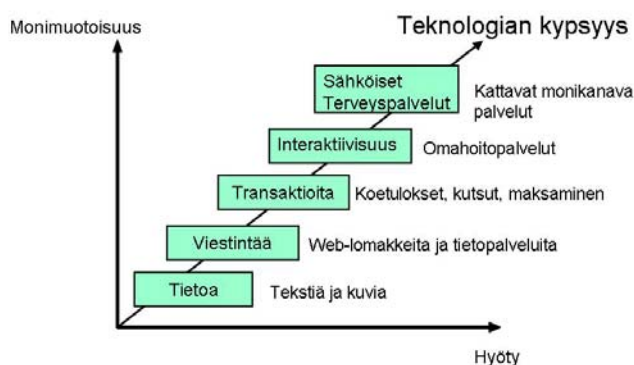 Monimuotoisuus
Teknologian kypsyys
Sähköiset
Terveyspalvelut
Kattavat monikanava
palvelut
Interaktiivisuus
Omahoitopalvelut
Transaktioita
Koetulokset, kutsut, maksaminen
Viestintää
Web-lomakkeita ja tietopalveluita
Tietoa
Tekstiä ja kuvia
Hyöty